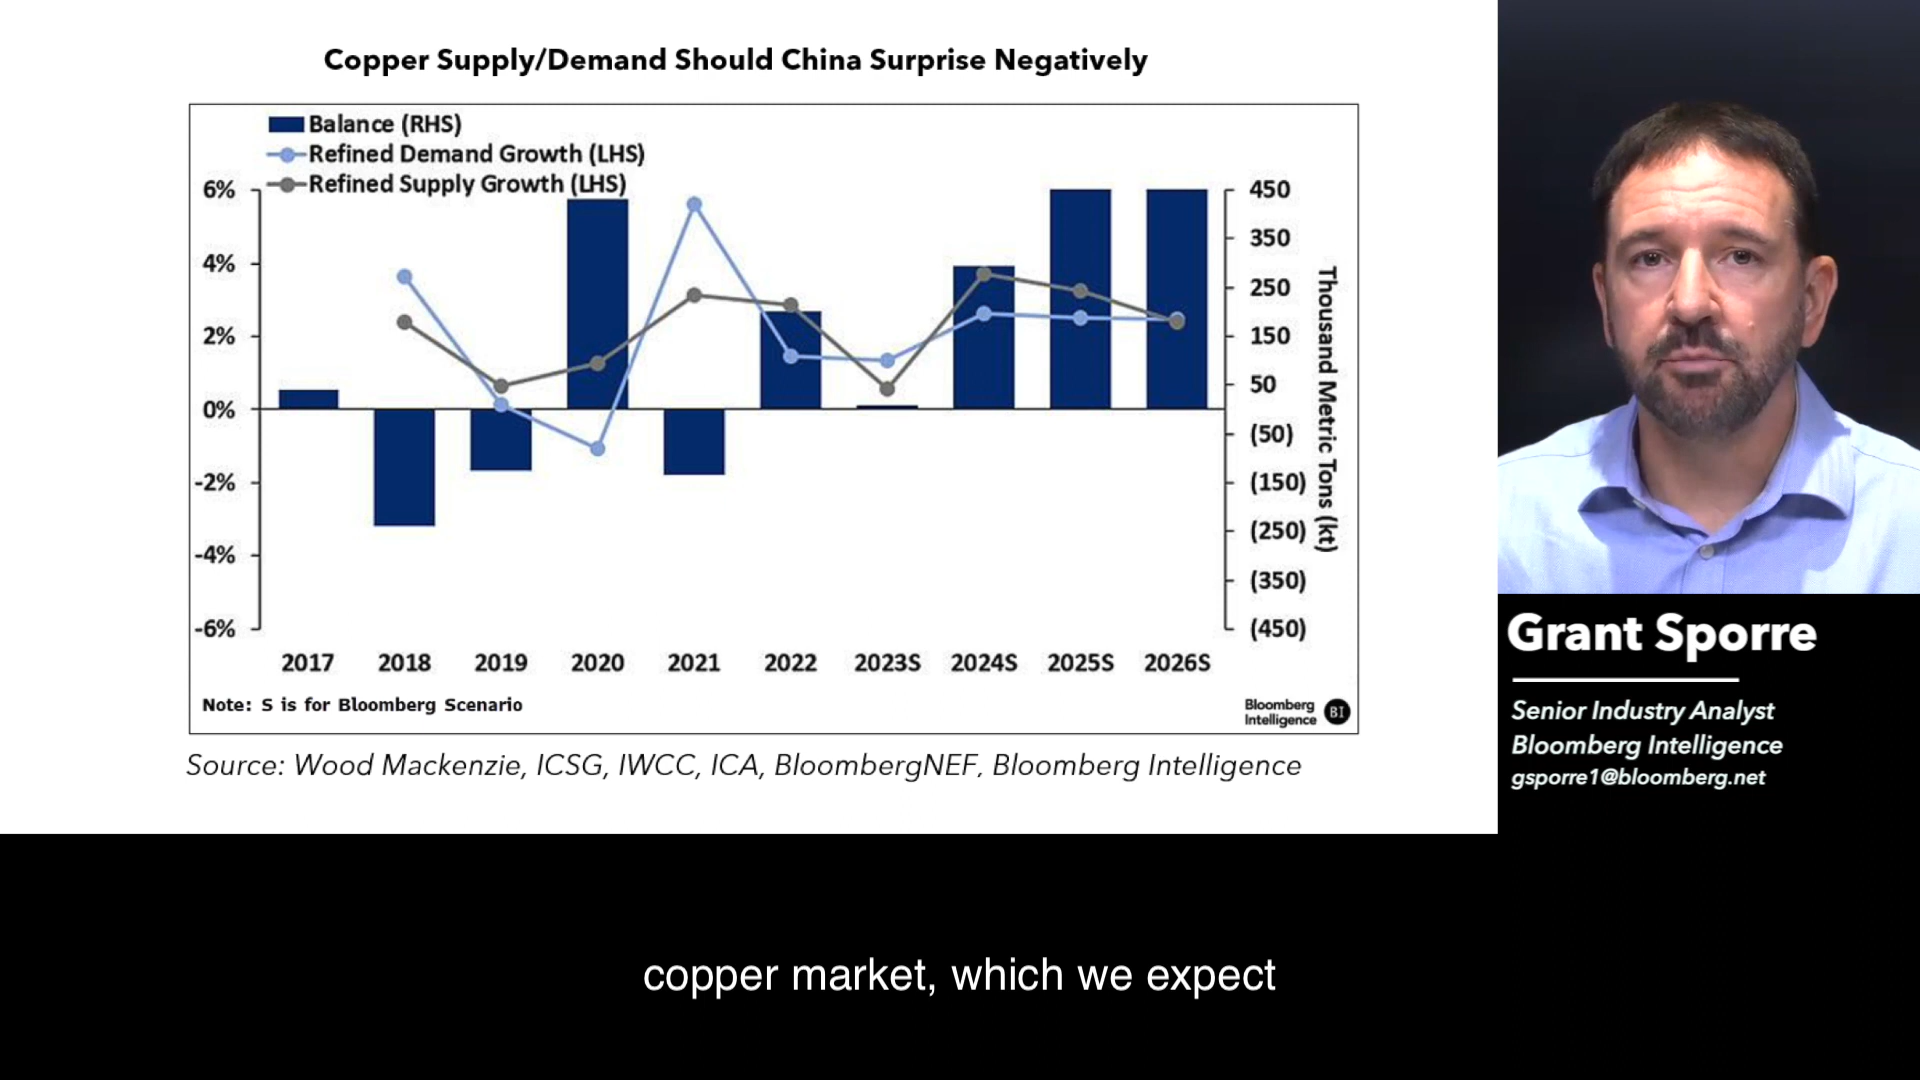 Copper Supply/Demand Should China Surprise Negatively
Balance (RHS)
Refined Demand Growth (LHS)
Refined Supply Growth (LHS)
6%
4%
2%
0%
-2%
-4%
-6%
450
350
250
150
50
(50)
(150)
(250)
(350)
(450)
Thousand Metric Tons (kt)
2017 2018 2019 2020 2021 2022 2023S 2024S 2025S 2026S
Note: S is for Bloomberg Scenario
Bloomberg
Intelligence BI
Source: Wood Mackenzie, ICSG, IWCC, ICA, BloombergNEF, Bloomberg Intelligence
Grant Sporre
Senior Industry Analyst
Bloomberg Intelligence
gsporre1@bloomberg.net
copper market, which we expect